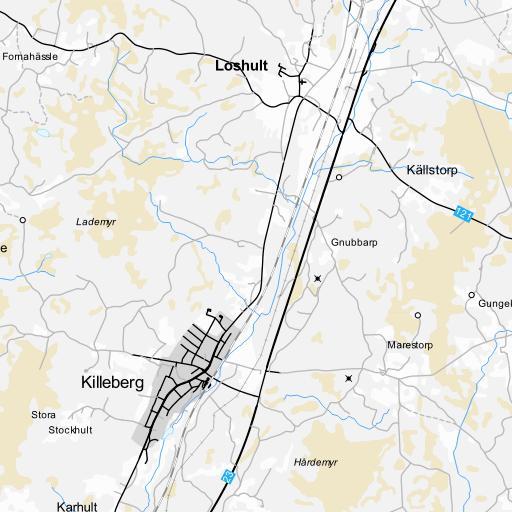 Fornahässle
Loshult
Källstorp
121
Lademyr
Gnubbarp
e
Gungel
Marestorp
Killeberg
Stora
Stockhult
Hårdemyr
Karhult